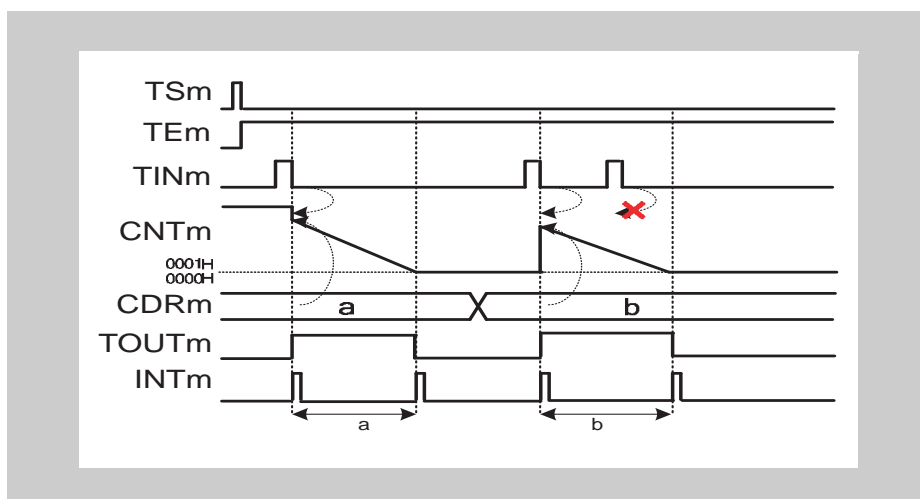 TSm
TEm
TINm
CNTm
0001H
0000H
CDRm
a
b
TOUTm
INTm
a
b